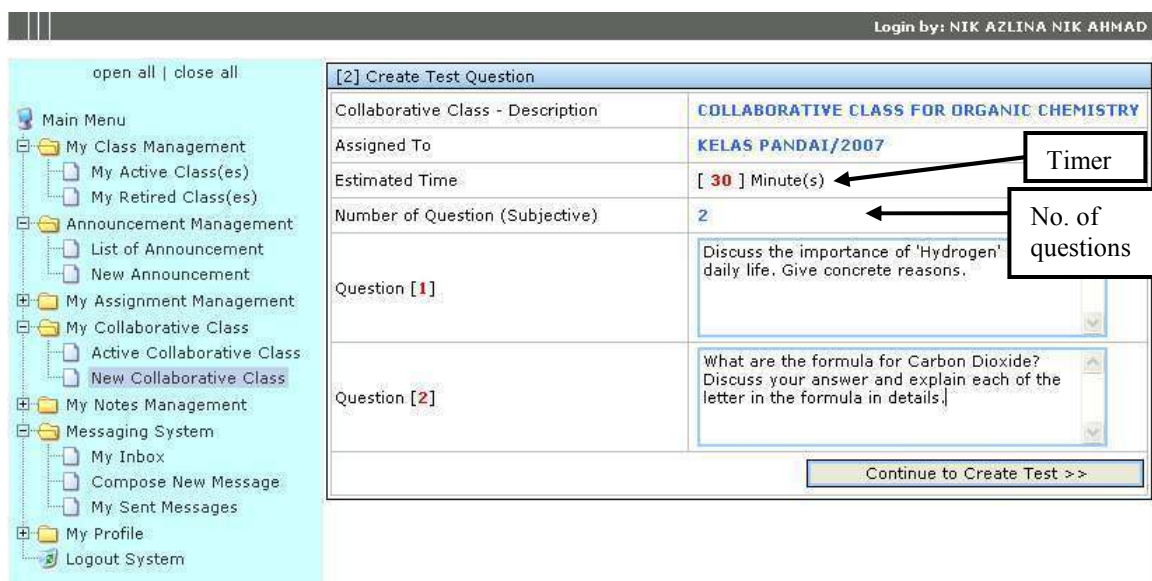 Login by: NIK AZLINA NIK AHMAD
open all | close all
Main Menu
My Class Management
My Active Class(es)
My Retired Class(es)
Announcement Management
List of Announcement
New Announcement
My Assignment Management
My Collaborative Class
Active Collaborative Class
New Collaborative Class
My Notes Management
Messaging System
My Inbox
Compose New Message
My Sent Messages
My Profile
Logout System
[2] Create Test Question
Collaborative Class - Description
COLLABORATIVE CLASS FOR ORGANIC CHEMISTRY
Assigned To
KELAS PANDAI/2007
Estimated Time
[ 30 ] Minute(s)
Timer
Number of Question (Subjective)
2
No. of
questions
Question [1]
Discuss the importance of 'Hydrogen'
daily life. Give concrete reasons.
Question [2]
What are the formula for Carbon Dioxide?
Discuss your answer and explain each of the
letter in the formula in details.
Continue to Create Test >>